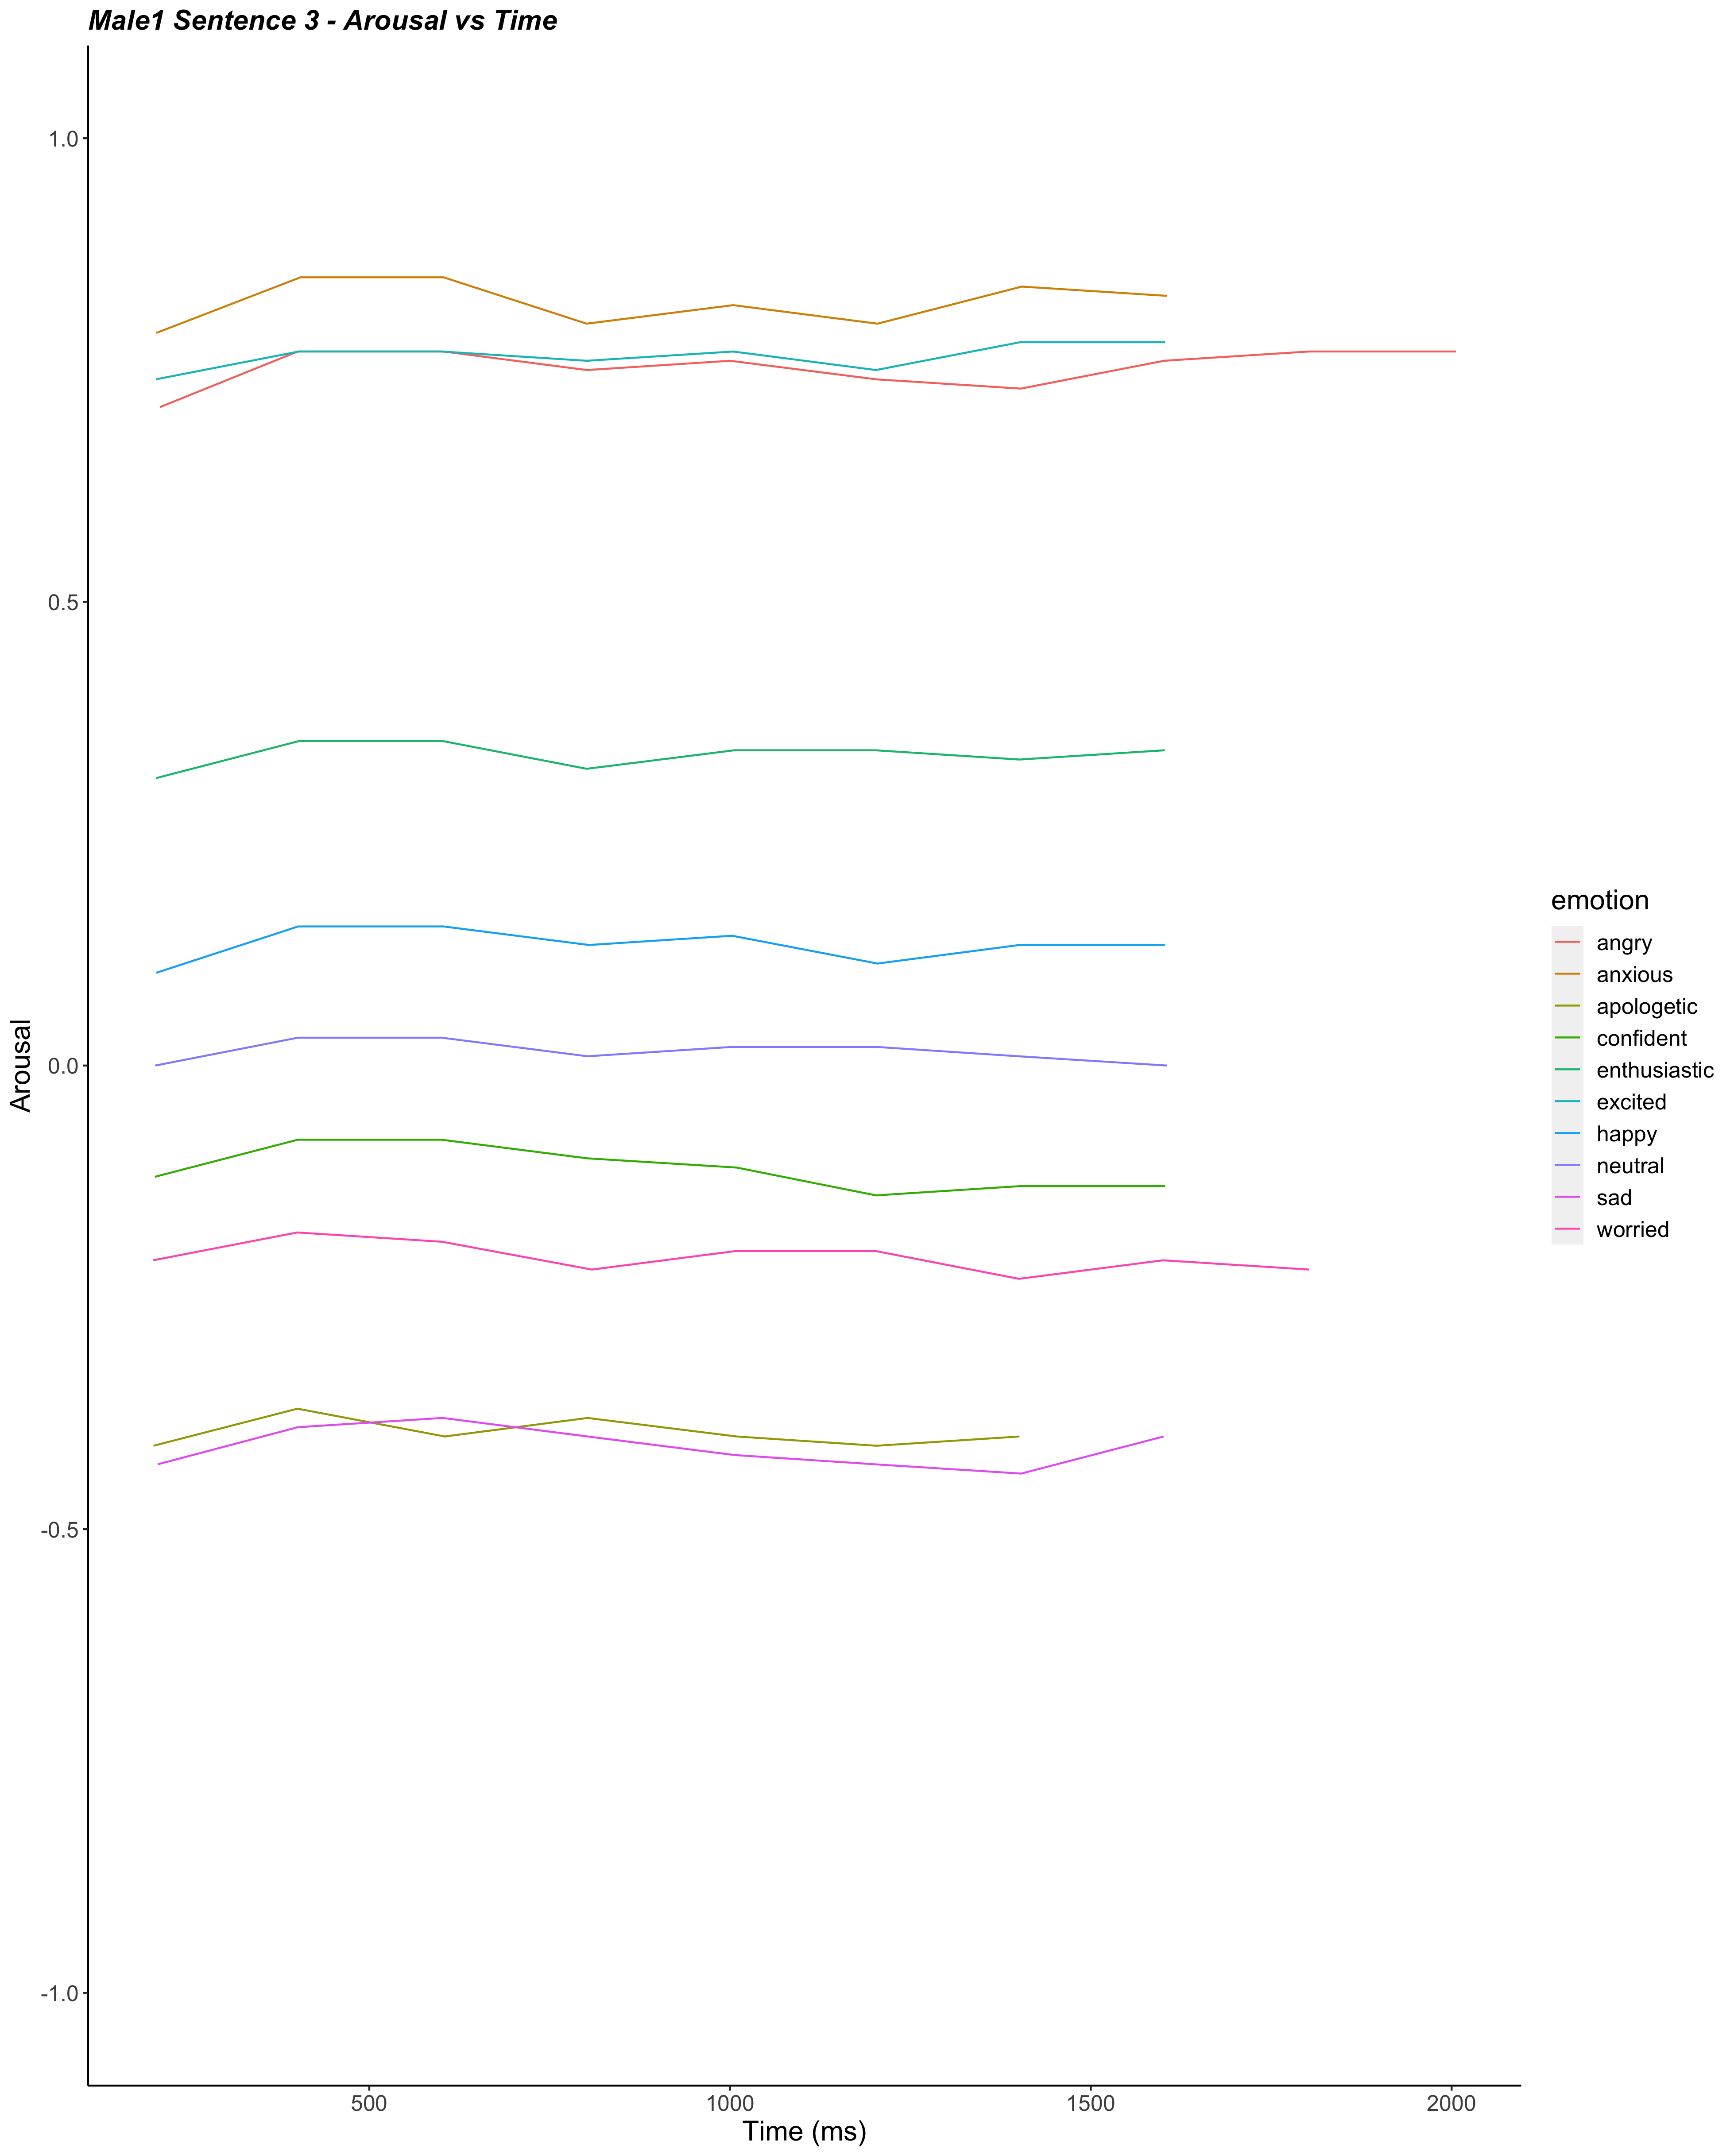 Male1 Sentence 3 - Arousal vs Time
1.0
0.5
0.0
-0.5
-1.0
Arousal
500 1000 1500 2000
Time (ms)
emotion
angry
anxious
apologetic
confident
enthusiastic
excited
happy
neutral
sad
worried